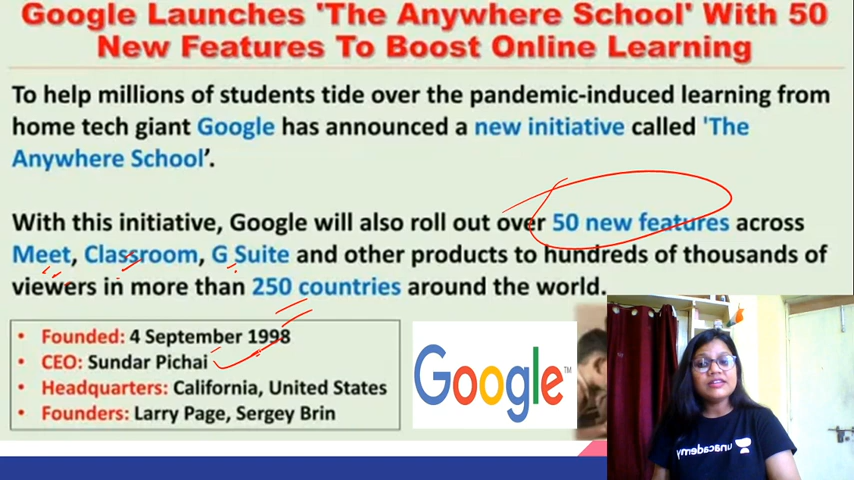 Google Launches 'The Anywhere School' With 50
New Features To Boost Online Learning
To help millions of students tide over the pandemic-induced learning from
home tech giant Google has announced a new initiative called 'The
Anywhere School'.
With this initiative, Google will also roll out over 50 new features across
Meet, Classroom, G Suite and other products to hundreds of thousands of
viewers in more than 250 countries around the world.
• Founded: 4 September 1998
• CEO: Sundar Pichai
• Headquarters: California, United States
• Founders: Larry Page, Sergey Brin
Google™
unacademy